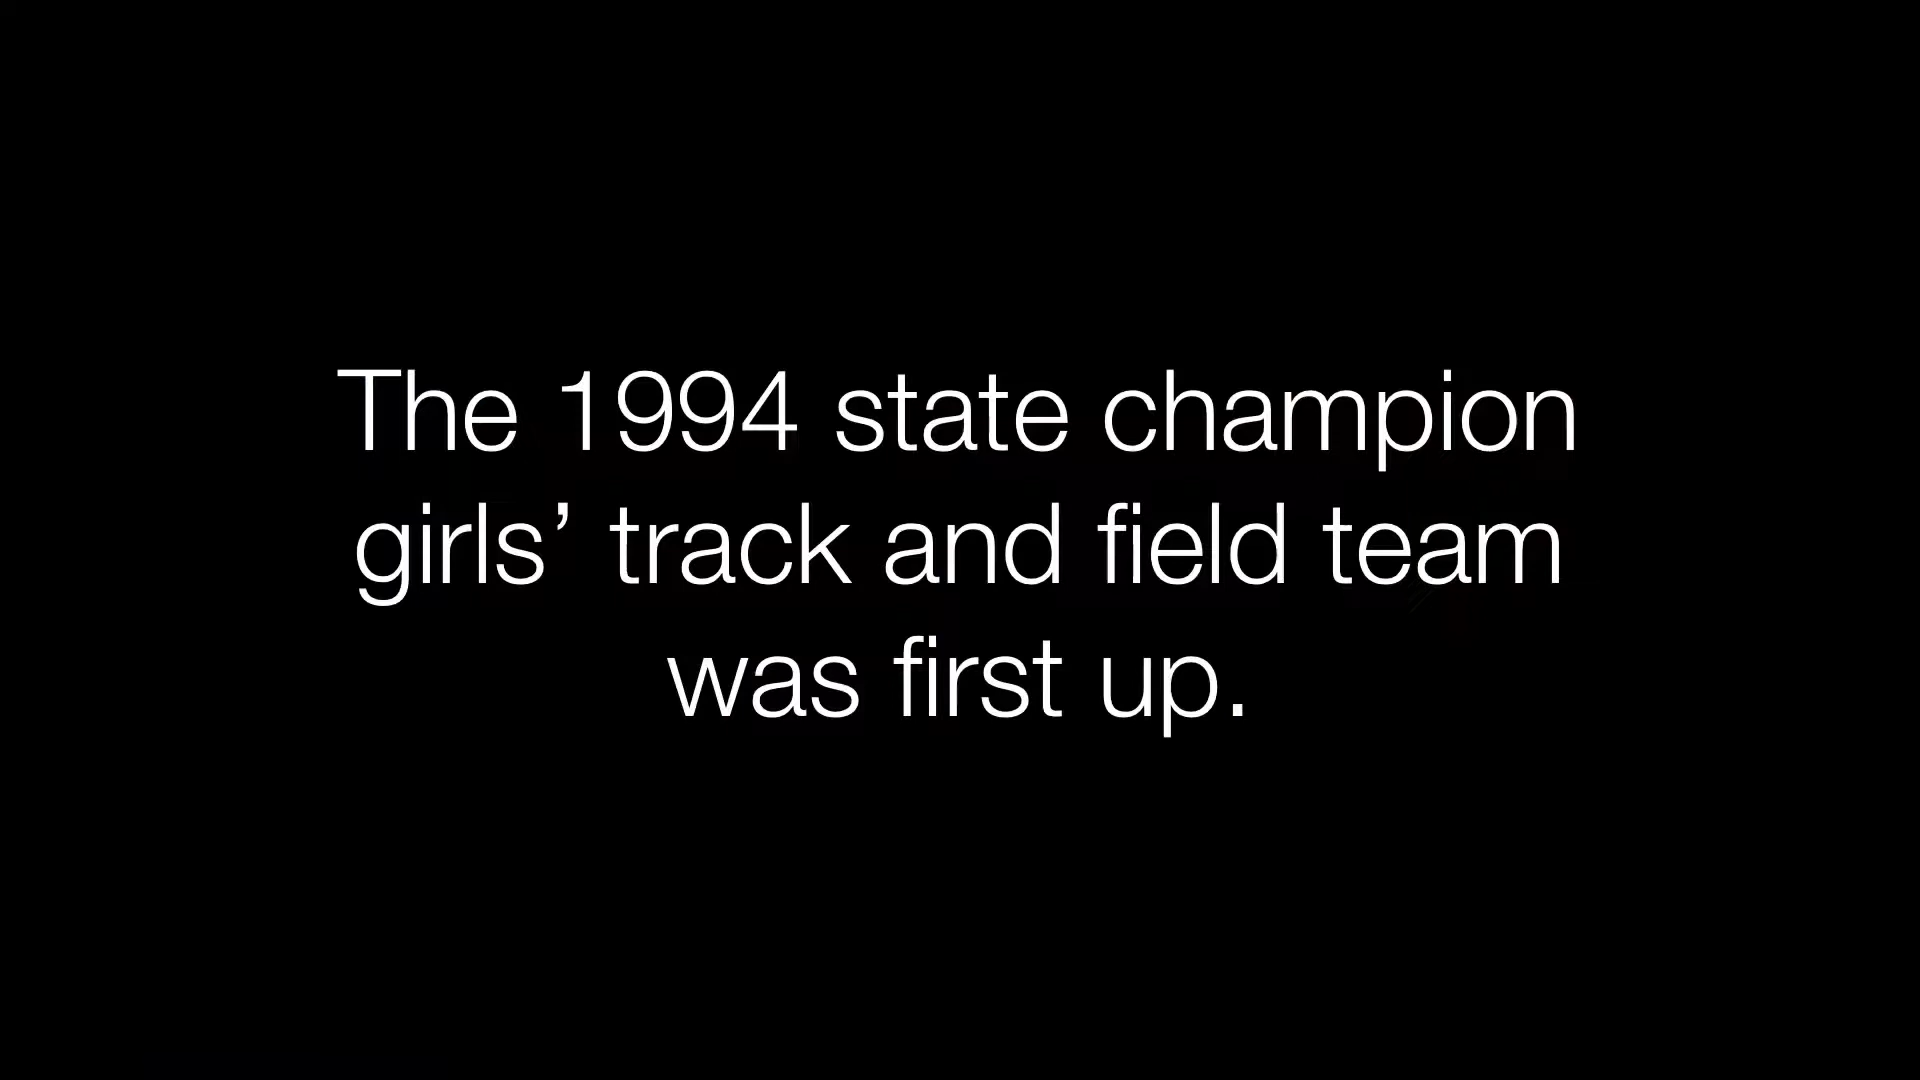 The 1994 state champion
girls’ track and field team
was first up.